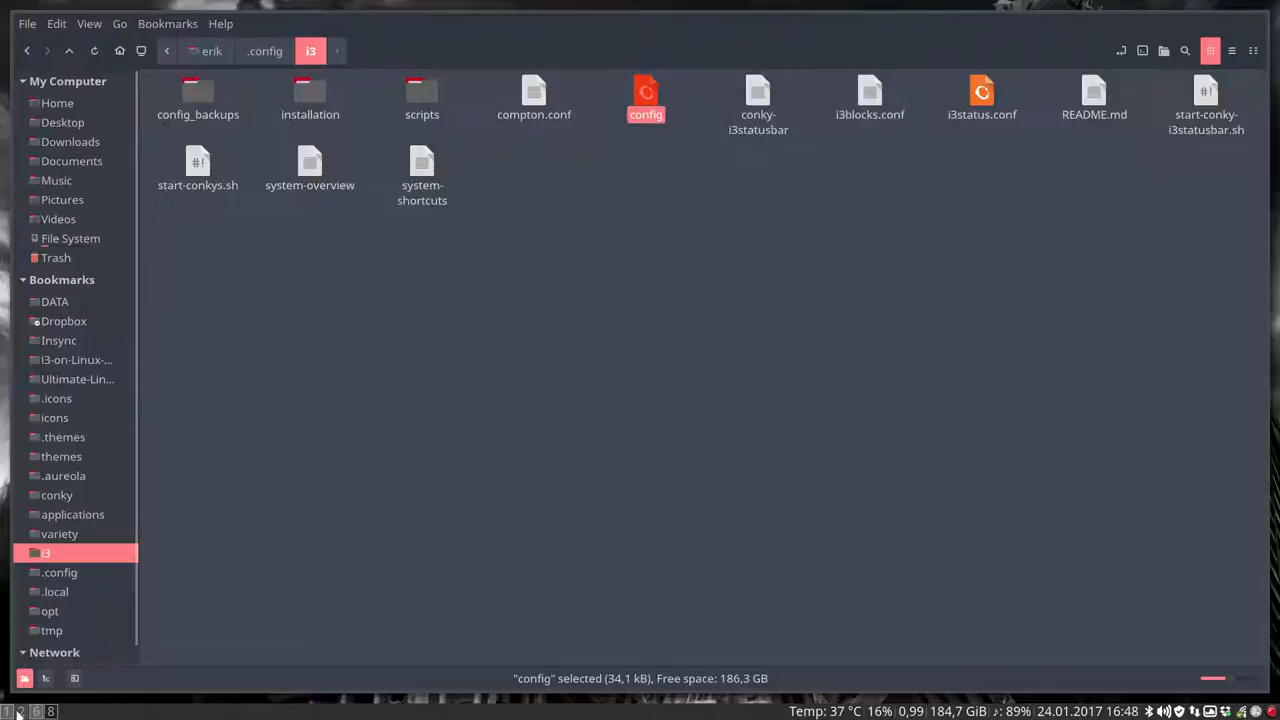 File Edit View Go Bookmarks Help
erik .config i3
My Computer
Home
Desktop
Downloads
Documents
Music
Pictures
Videos
File System
Trash
Bookmarks
DATA
Dropbox
Insync
i3-on-Linux-...
Ultimate-Lin...
.icons
icons
.themes
themes
.aureola
conky
applications
variety
i3
.config
.local
opt
tmp
Network
config_backups installation scripts compton.conf config conky-
i3statusbar i3blocks.conf i3status.conf README.md start-conky-
i3statusbar.sh
start-conkys.sh system-overview system-
shortcuts
"config" selected (34,1 kB), Free space: 186,3 GB
1 2 6 8 Temp: 37 °C 16% 0,99 184,7 GiB ♪: 89% 24.01.2017 16:48